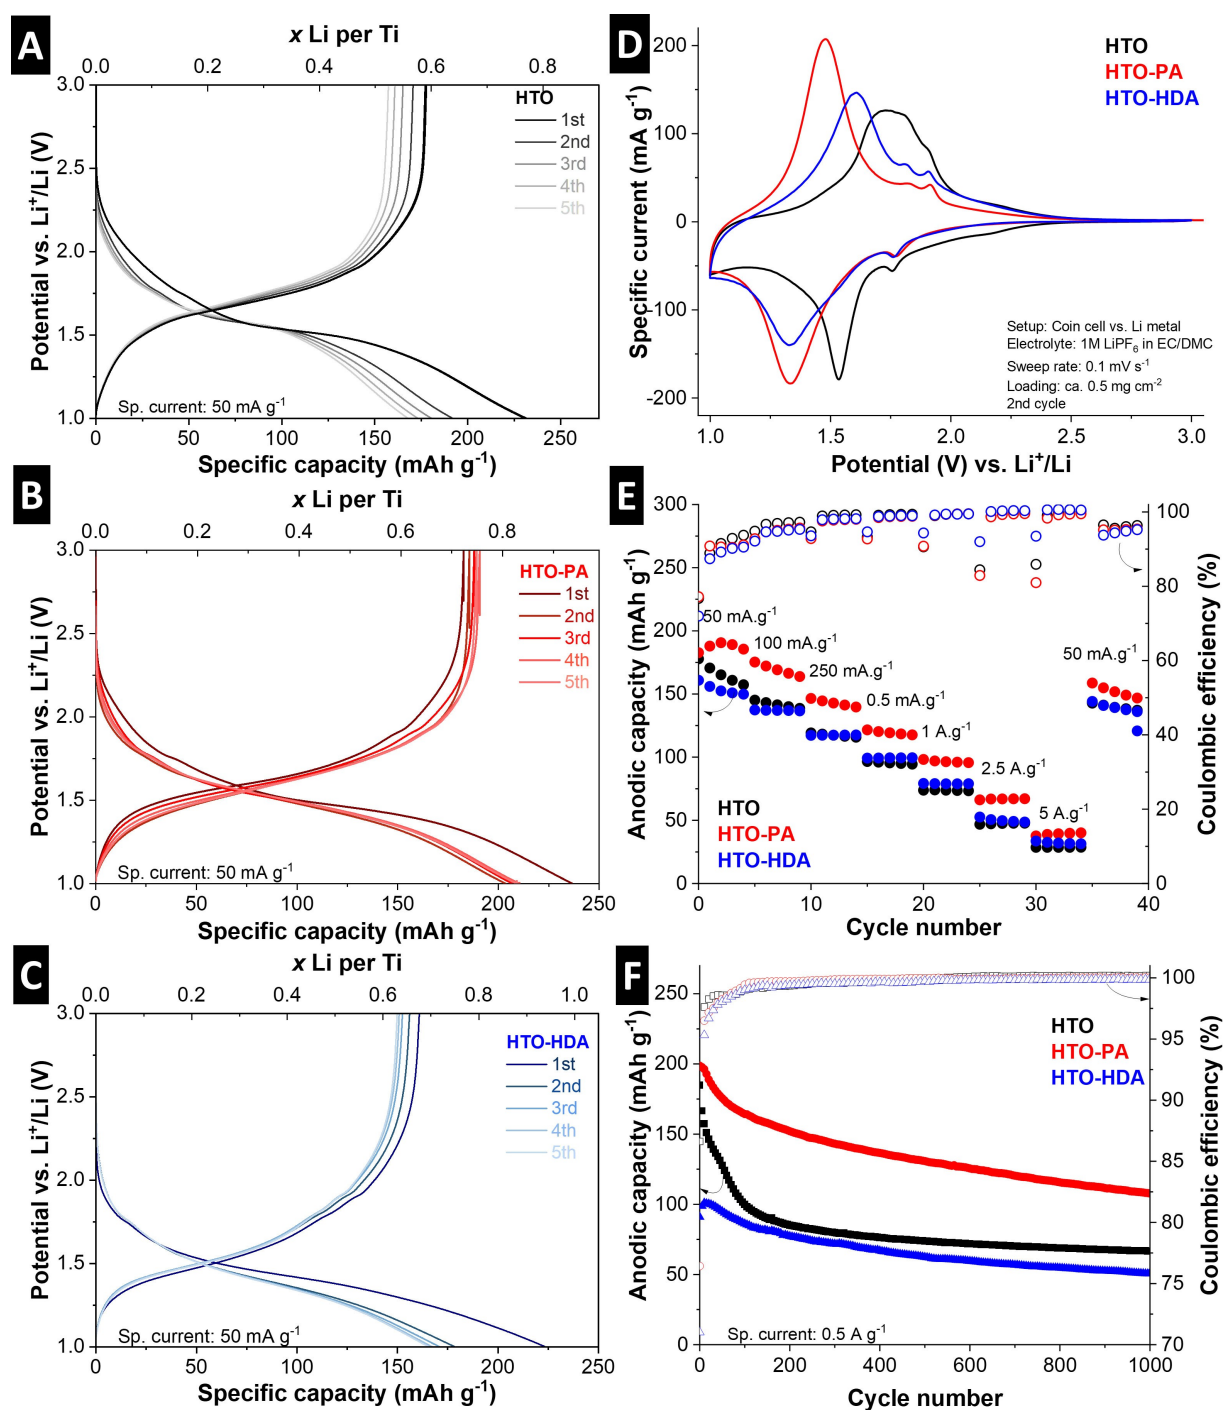 A
x Li per Ti
0.0 0.2 0.4 0.6 0.8
3.0
2.5
2.0
1.5
1.0
Potential vs. Li⁺/Li (V)
HTO
1st
2nd
3rd
4th
5th
Sp. current: 50 mA g⁻¹
0 50 100 150 200 250
Specific capacity (mAh g⁻¹)
B
x Li per Ti
0.0 0.2 0.4 0.6 0.8
3.0
2.5
2.0
1.5
1.0
Potential vs. Li⁺/Li (V)
HTO-PA
1st
2nd
3rd
4th
5th
Sp. current: 50 mA g⁻¹
0 50 100 150 200 250
Specific capacity (mAh g⁻¹)
C
x Li per Ti
0.0 0.2 0.4 0.6 0.8 1.0
3.0
2.5
2.0
1.5
1.0
Potential vs. Li⁺/Li (V)
HTO-HDA
1st
2nd
3rd
4th
5th
Sp. current: 50 mA g⁻¹
0 50 100 150 200 250
Specific capacity (mAh g⁻¹)
D
200
100
0
-100
-200
Specific current (mA g⁻¹)
HTO
HTO-PA
HTO-HDA
Setup: Coin cell vs. Li metal
Electrolyte: 1M LiPF₆ in EC/DMC
Sweep rate: 0.1 mV s⁻¹
Loading: ca. 0.5 mg cm⁻²
2nd cycle
1.0 1.5 2.0 2.5 3.0
Potential (V) vs. Li⁺/Li
E
300
250
200
150
100
50
0
Anodic capacity (mAh g⁻¹)
50 mA.g⁻¹
100 mA.g⁻¹
250 mA.g⁻¹
0.5 mA.g⁻¹
1 A.g⁻¹
2.5 A.g⁻¹
5 A.g⁻¹
50 mA.g⁻¹
HTO
HTO-PA
HTO-HDA
100
80
60
40
20
0
Coulombic efficiency (%)
0 10 20 30 40
Cycle number
F
250
200
150
100
50
0
Anodic capacity (mAh g⁻¹)
HTO
HTO-PA
HTO-HDA
Sp. current: 0.5 A g⁻¹
100
95
90
85
80
75
70
Coulombic efficiency (%)
0 200 400 600 800 1000
Cycle number